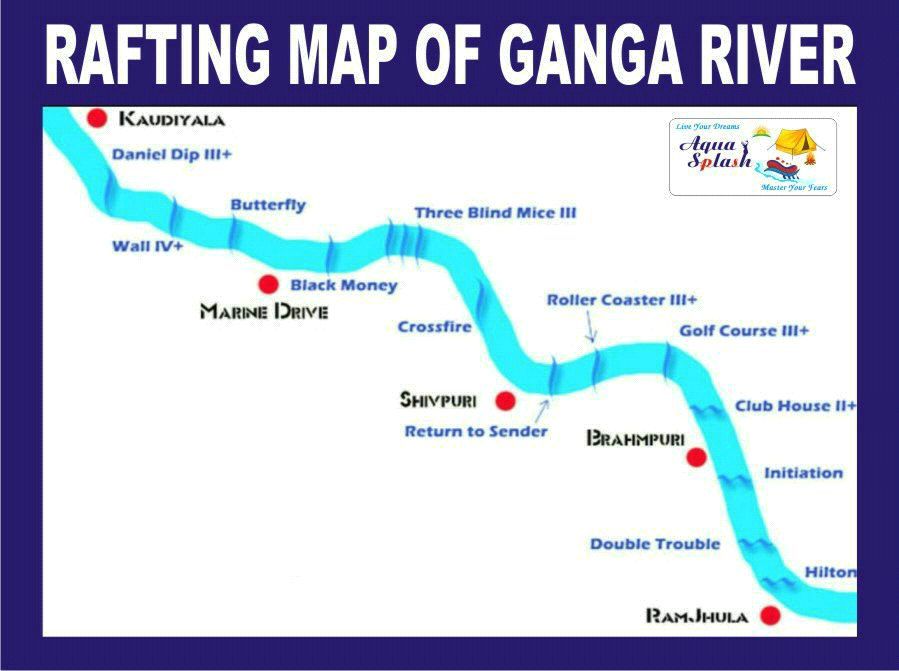 RAFTING MAP OF GANGA RIVER
KAUDIYALA
Live Your Dreams
Aqua
Splash
Master Your Fears
Daniel Dip III+
Butterfly
Three Blind Mice III
Wall IV+
Black Money
MARINE DRIVE
Roller Coaster III+
Crossfire
Golf Course III+
SHIVPURI
Club House II+
Return to Sender
BRAHMPURI
Initiation
Double Trouble
Hilton
RAMJHULA